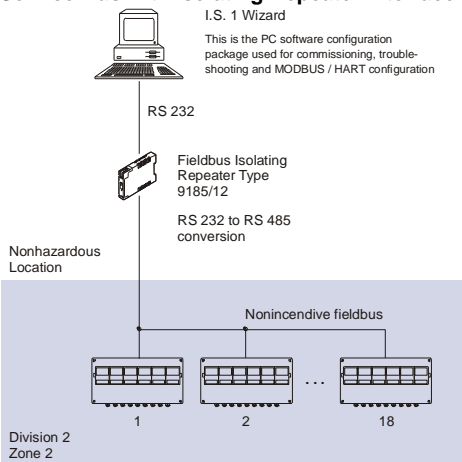 I.S. 1 Wizard
This is the PC software configuration
package used for commissioning, trouble-
shooting and MODBUS / HART configuration
RS 232
Fieldbus Isolating
Repeater Type
9185/12
RS 232 to RS 485
conversion
Nonhazardous
Location
Nonincendive fieldbus
...
1
2
18
Division 2
Zone 2